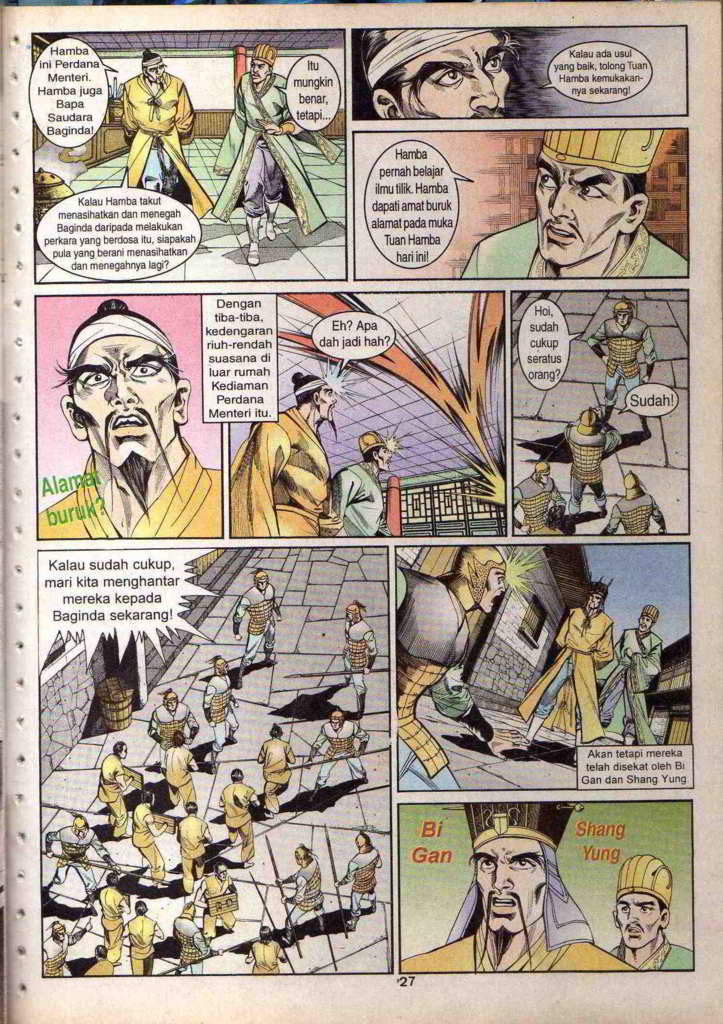 Hamba
ini Perdana
Menteri.
Hamba juga
Bapa
Saudara
Baginda!
Itu
mungkin
benar,
tetapi...
Kalau Hamba takut
menasihatkan dan menegah
Baginda daripada melakukan
perkara yang berdosa itu, siapakah
pula yang berani menasihatkan
dan menegahnya lagi?
Kalau ada usul
yang baik, tolong Tuan
Hamba kemukakan-
nya sekarang!
Hamba
pernah belajar
ilmu tilik. Hamba
dapati amat buruk
alamat pada muka
Tuan Hamba
hari ini!
Alamat
buruk?
Dengan
tiba-tiba,
kedengaran
riuh-rendah
suasana di
luar rumah
Kediaman
Perdana
Menteri itu.
Eh? Apa
dah jadi hah?
Hoi,
sudah
cukup
seratus
orang?
Sudah!
Kalau sudah cukup,
mari kita menghantar
mereka kepada
Baginda sekarang!
Akan tetapi mereka
telah disekat oleh Bi
Gan dan Shang Yung.
Bi
Gan
Shang
Yung
27